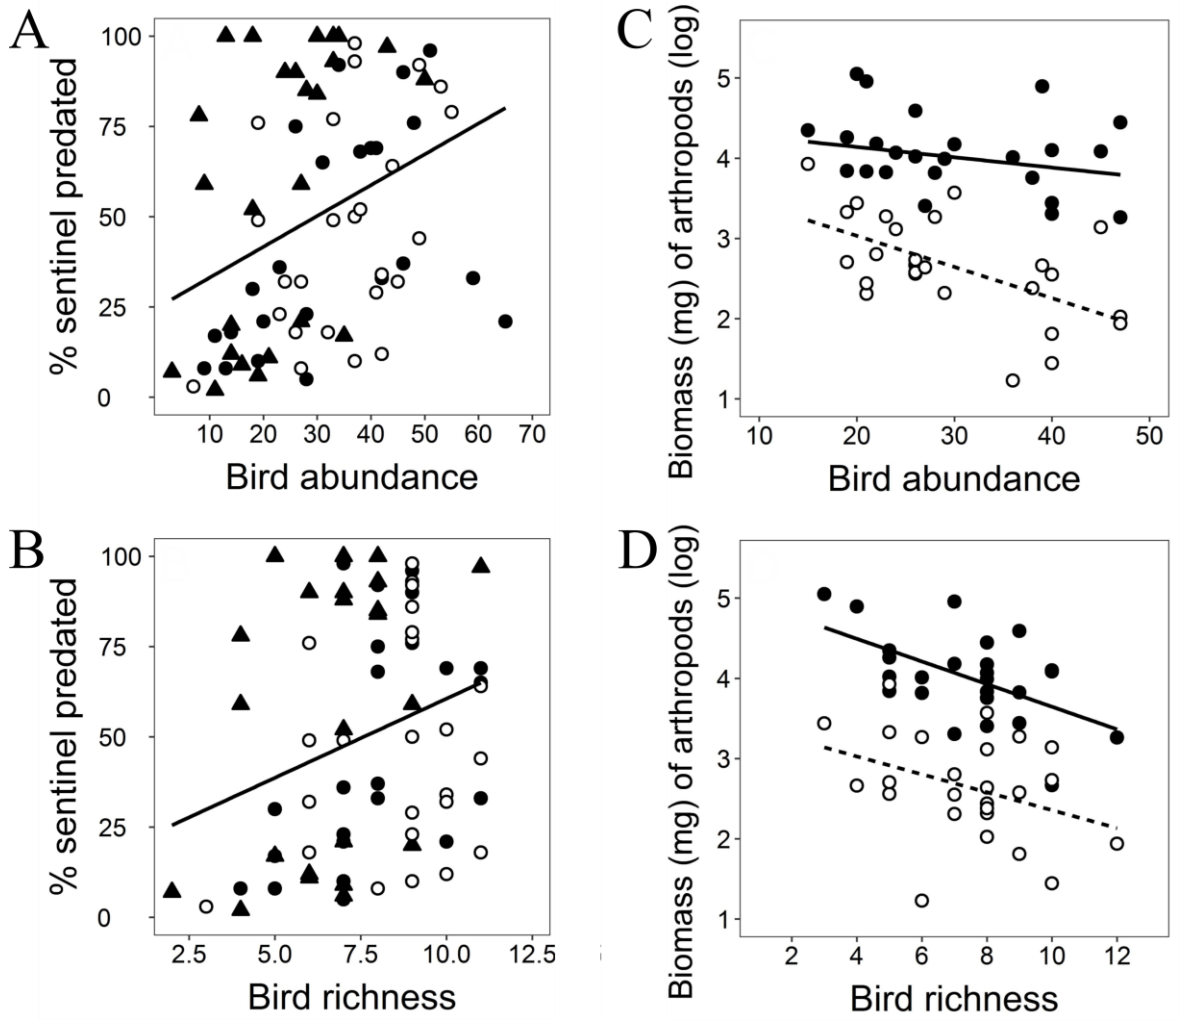 A
% sentinel predated
100
75
50
25
0
10 20 30 40 50 60 70
Bird abundance
C
Biomass (mg) of arthropods (log)
5
4
3
2
1
10 20 30 40 50
Bird abundance
B
% sentinel predated
100
75
50
25
0
2.5 5.0 7.5 10.0 12.5
Bird richness
D
Biomass (mg) of arthropods (log)
5
4
3
2
1
2 4 6 8 10 12
Bird richness